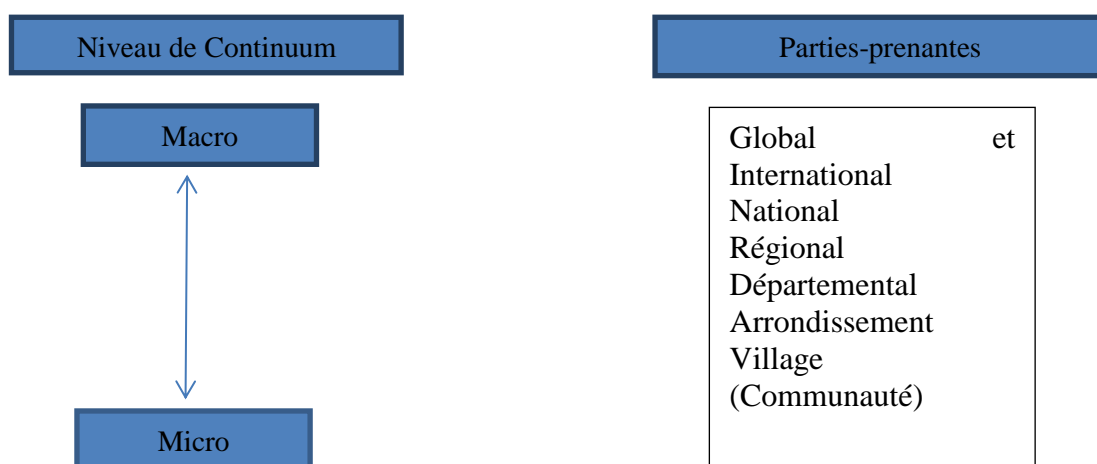 Niveau de Continuum
Parties-prenantes
Macro
Global et
International
National
Régional
Départemental
Arrondissement
Village
(Communauté)
Micro